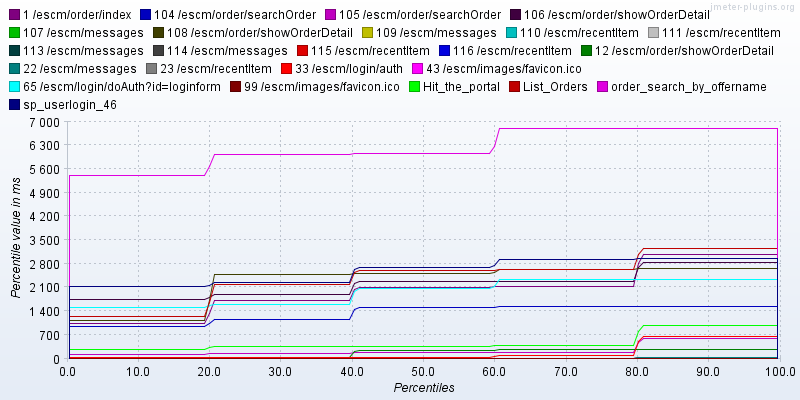 jmeter-plugins.org
1 /escm/order/index 104 /escm/order/searchOrder 105 /escm/order/searchOrder 106 /escm/order/showOrderDetail
107 /escm/messages 108 /escm/order/showOrderDetail 109 /escm/messages 110 /escm/recentItem 111 /escm/recentItem
113 /escm/messages 114 /escm/messages 115 /escm/recentItem 116 /escm/recentItem 12 /escm/order/showOrderDetail
22 /escm/messages 23 /escm/recentItem 33 /escm/login/auth 43 /escm/images/favicon.ico
65 /escm/login/doAuth?id=loginform 99 /escm/images/favicon.ico Hit_the_portal List_Orders order_search_by_offername
sp_userlogin_46
7 000
6 300
5 600
4 900
4 200
3 500
2 800
2 100
1 400
700
0
Percentile value in ms
0.0 10.0 20.0 30.0 40.0 50.0 60.0 70.0 80.0 90.0 100.0
Percentiles